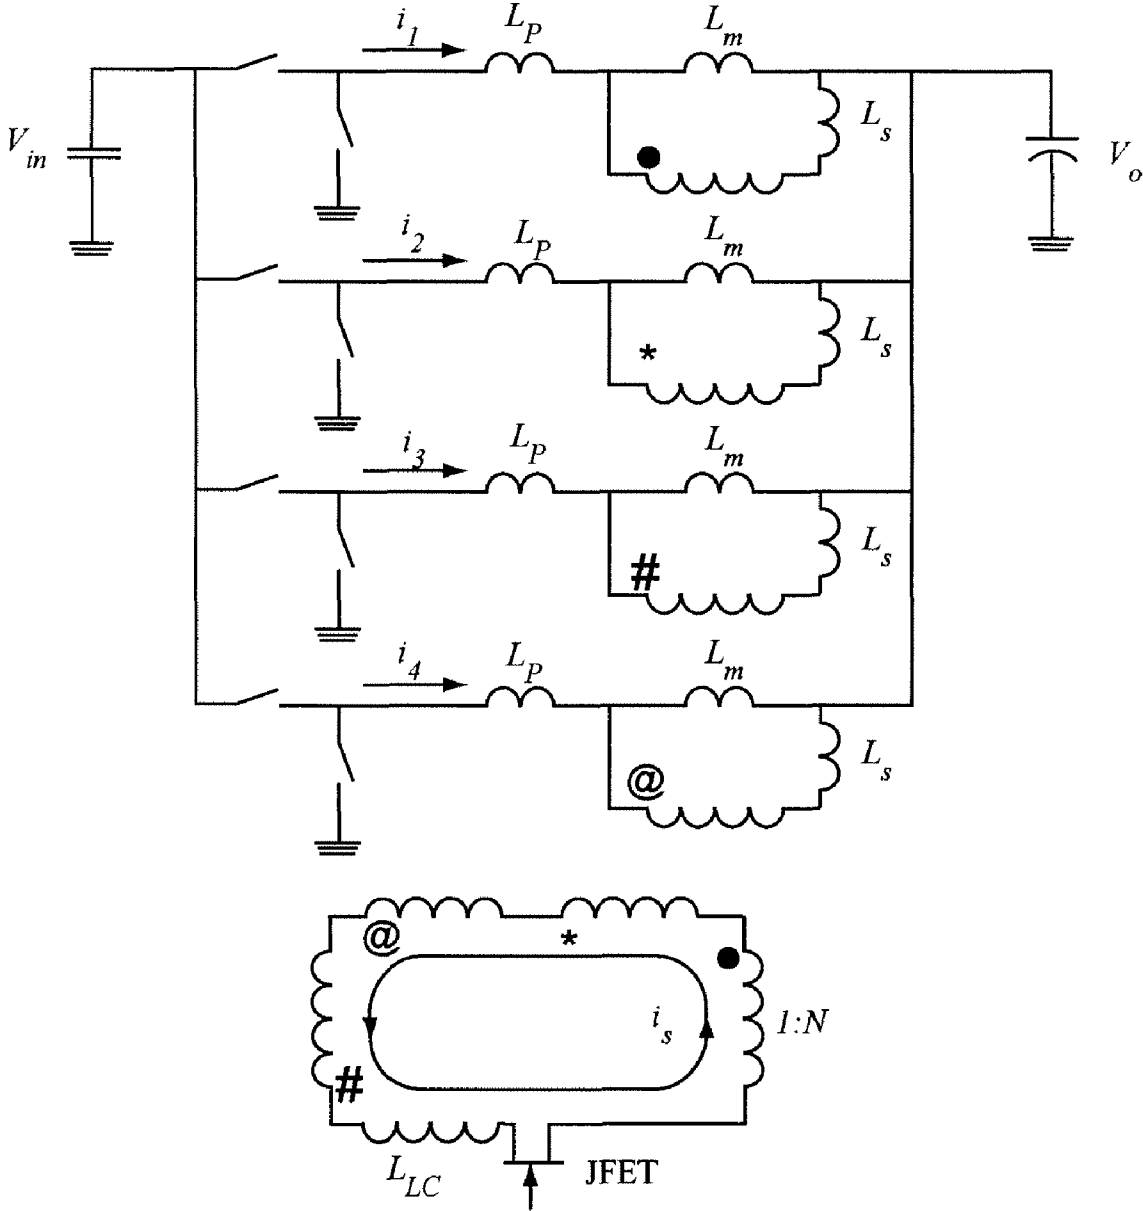 i1 LP Lm
Vin Ls Vo
●
i2 LP Lm
Ls
*
i3 LP Lm
Ls
#
i4 LP Lm
Ls
@
@ * ●
is 1:N
#
LLC JFET